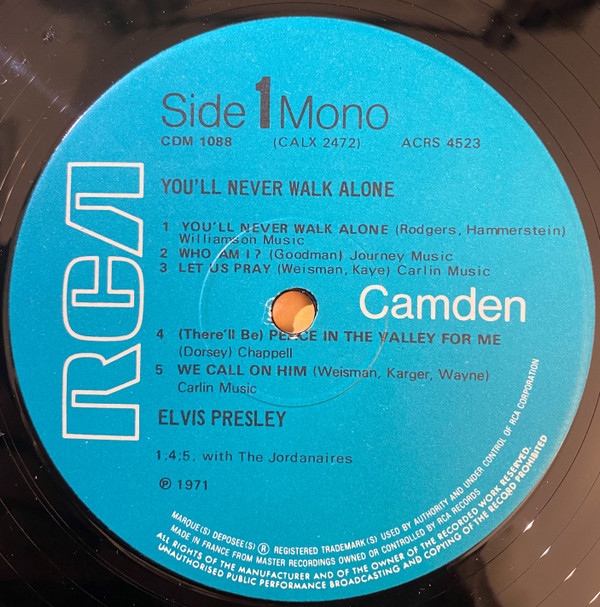 Side 1 Mono
CDM 1088 (CALX 2472) ACRS 4523
RCA
YOU'LL NEVER WALK ALONE
1 YOU'LL NEVER WALK ALONE (Rodgers, Hammerstein)
Williamson Music
2 WHO AM I? (Goodman) Journey Music
3 LET US PRAY (Weisman, Kaye) Carlin Music
Camden
4 (There'll Be) PEACE IN THE VALLEY FOR ME
(Dorsey) Chappell
5 WE CALL ON HIM (Weisman, Karger, Wayne)
Carlin Music
ELVIS PRESLEY
1;4;5. with The Jordanaires
℗ 1971
MARQUE(S) DEPOSEE(S) ® REGISTERED TRADEMARK(S) USED BY AUTHORITY AND UNDER CONTROL OF RCA CORPORATION
MADE IN FRANCE FROM MASTER RECORDINGS OWNED OR CONTROLLED BY RCA RECORDS
ALL RIGHTS OF THE MANUFACTURER AND OF THE OWNER OF THE RECORDED WORK RESERVED.
UNAUTHORISED PUBLIC PERFORMANCE BROADCASTING AND COPYING OF THE RECORD PROHIBITED